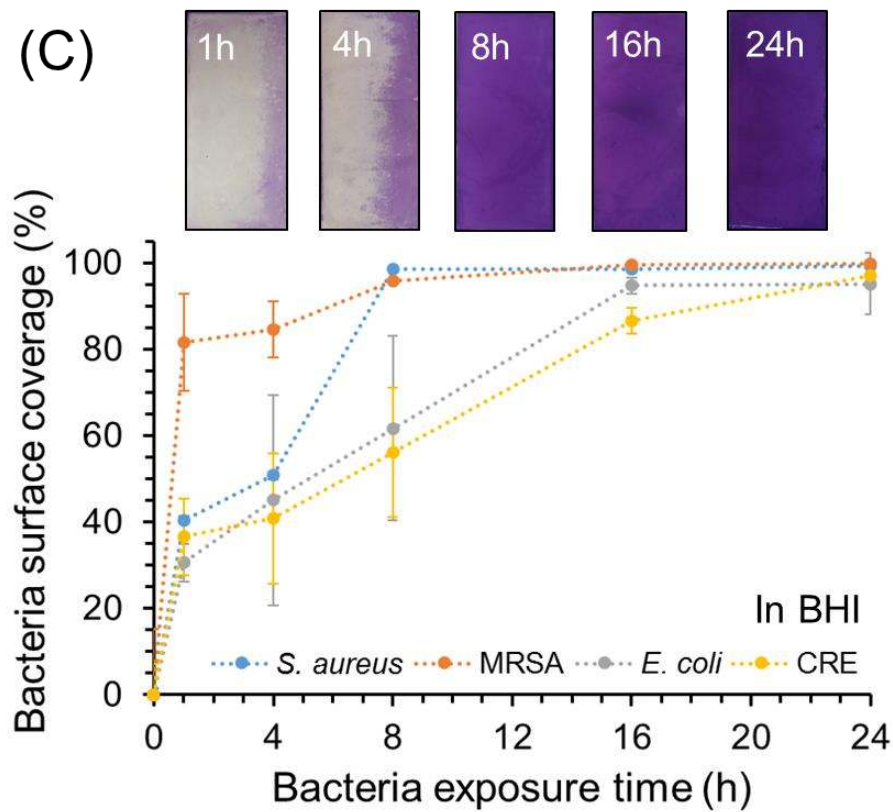 (C)
1h 4h 8h 16h 24h
Bacteria surface coverage (%)
100
80
60
40
20
0
In BHI
S. aureus MRSA E. coli CRE
0 4 8 12 16 20 24
Bacteria exposure time (h)